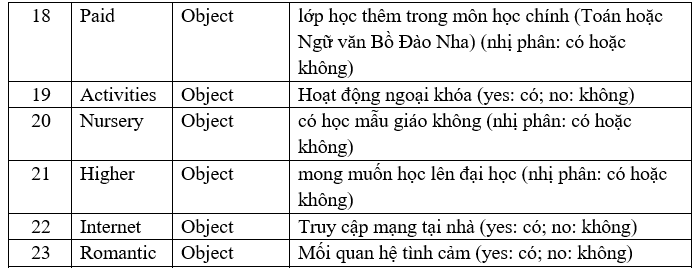 18 Paid Object lớp học thêm trong môn học chính (Toán hoặc
Ngữ văn Bồ Đào Nha) (nhị phân: có hoặc
không)
19 Activities Object Hoạt động ngoại khóa (yes: có; no: không)
20 Nursery Object có học mẫu giáo không (nhị phân: có hoặc
không)
21 Higher Object mong muốn học lên đại học (nhị phân: có hoặc
không)
22 Internet Object Truy cập mạng tại nhà (yes: có; no: không)
23 Romantic Object Mối quan hệ tình cảm (yes: có; no: không)